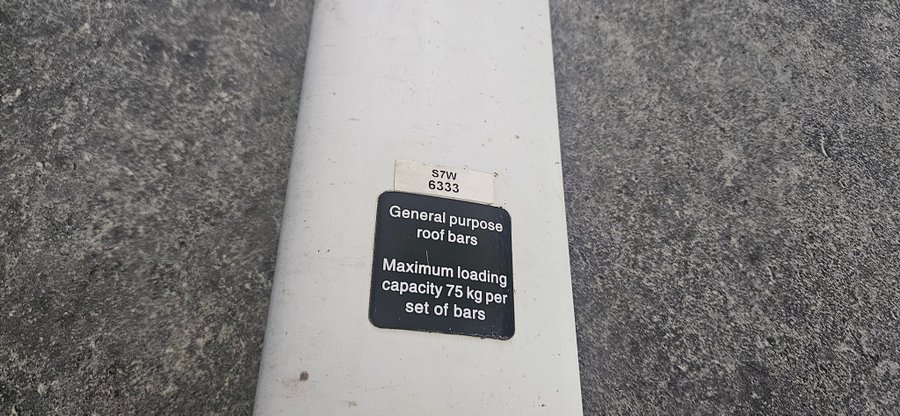 S7W
6333
General purpose
roof bars
Maximum loading
capacity 75 kg per
set of bars